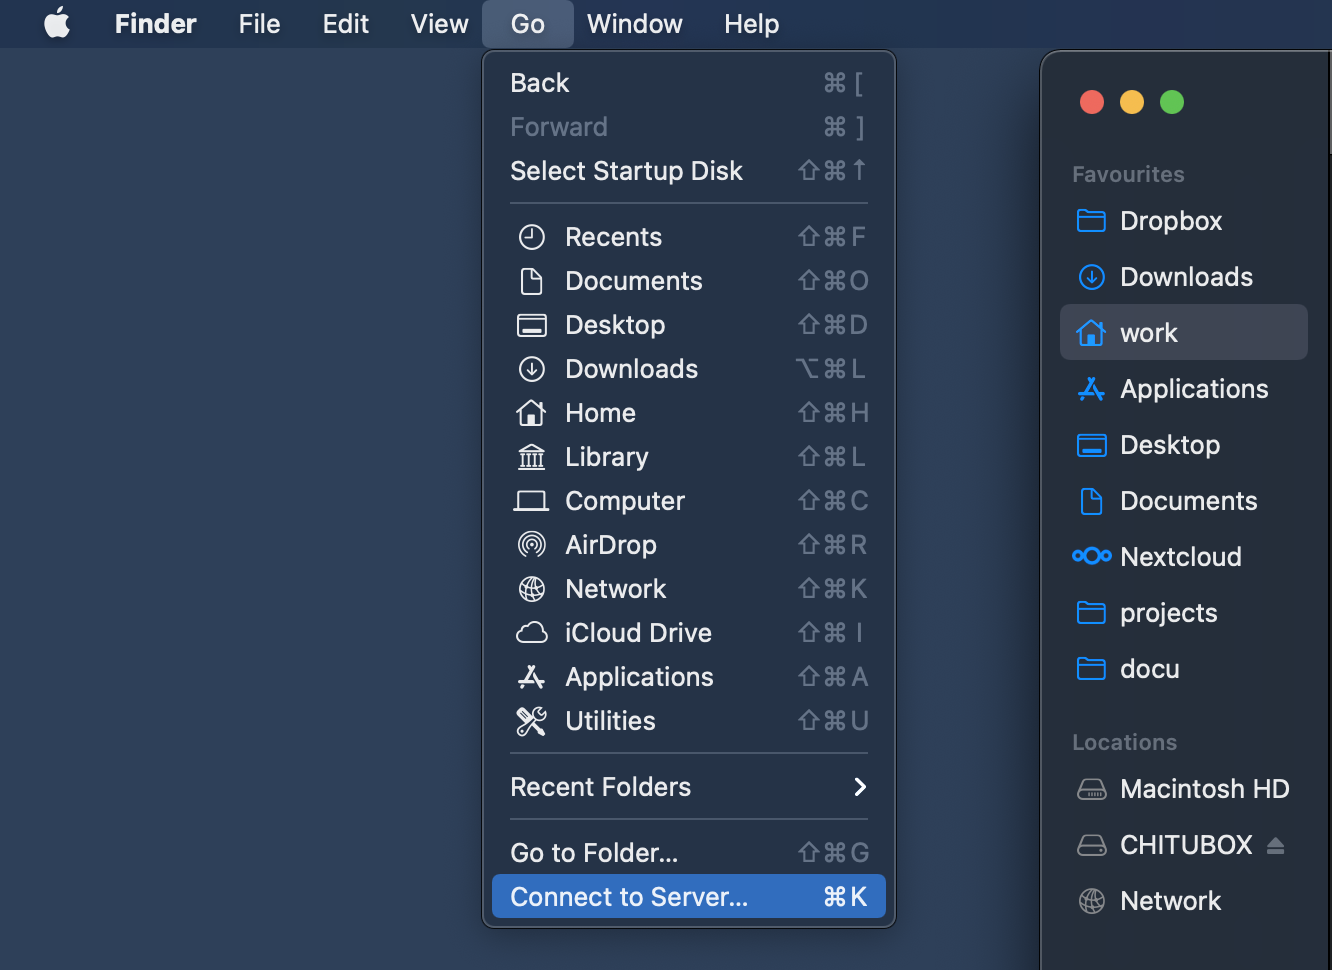 Finder File Edit View Go Window Help
Back ⌘ [
Forward ⌘ ]
Select Startup Disk ⇧⌘↑
Recents ⇧⌘F
Documents ⇧⌘O
Desktop ⇧⌘D
Downloads ⌥⌘L
Home ⇧⌘H
Library ⇧⌘L
Computer ⇧⌘C
AirDrop ⇧⌘R
Network ⇧⌘K
iCloud Drive ⇧⌘I
Applications ⇧⌘A
Utilities ⇧⌘U
Recent Folders
Go to Folder... ⇧⌘G
Connect to Server... ⌘K
Favourites
Dropbox
Downloads
work
Applications
Desktop
Documents
Nextcloud
projects
docu
Locations
Macintosh HD
CHITUBOX
Network